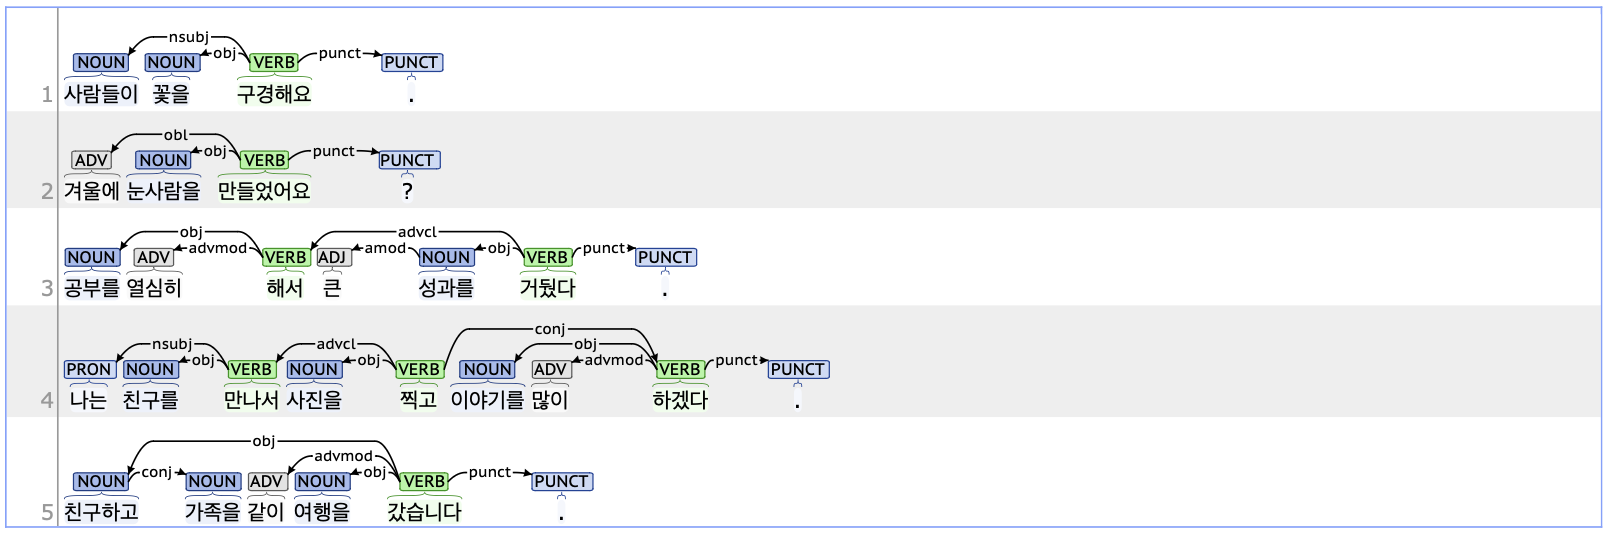 nsubj obj punct
NOUN NOUN VERB PUNCT
1 사람들이 꽃을 구경해요 .
obl obj punct
ADV NOUN VERB PUNCT
2 겨울에 눈사람을 만들었어요 ?
obj advcl
advmod amod obj punct
NOUN ADV VERB ADJ NOUN VERB PUNCT
3 공부를 열심히 해서 큰 성과를 거뒀다 .
conj
nsubj advcl obj
obj obj advmod punct
PRON NOUN VERB NOUN VERB NOUN ADV VERB PUNCT
4 나는 친구를 만나서 사진을 찍고 이야기를 많이 하겠다 .
obj
advmod
conj obj punct
NOUN NOUN ADV NOUN VERB PUNCT
5 친구하고 가족을 같이 여행을 갔습니다 .